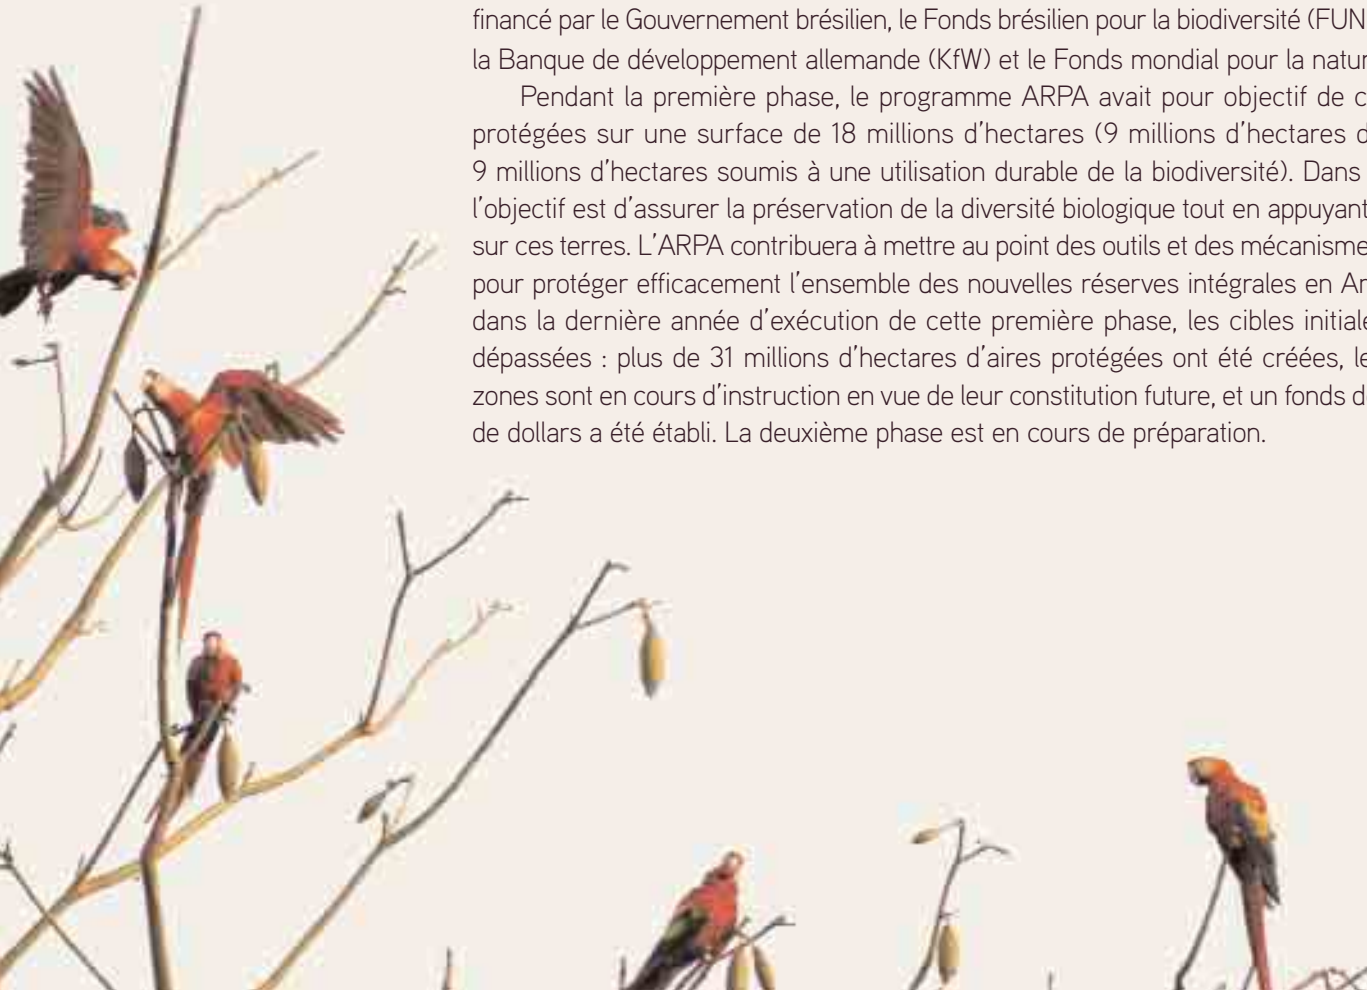 financé par le Gouvernement brésilien, le Fonds brésilien pour la biodiversité (FUN
la Banque de développement allemande (KfW) et le Fonds mondial pour la natur
Pendant la première phase, le programme ARPA avait pour objectif de c
protégées sur une surface de 18 millions d’hectares (9 millions d’hectares d
9 millions d’hectares soumis à une utilisation durable de la biodiversité). Dans
l’objectif est d’assurer la préservation de la diversité biologique tout en appuyant
sur ces terres. L’ARPA contribuera à mettre au point des outils et des mécanisme
pour protéger efficacement l’ensemble des nouvelles réserves intégrales en Ar
dans la dernière année d’exécution de cette première phase, les cibles initiale
dépassées : plus de 31 millions d’hectares d’aires protégées ont été créées, le
zones sont en cours d’instruction en vue de leur constitution future, et un fonds d
de dollars a été établi. La deuxième phase est en cours de préparation.